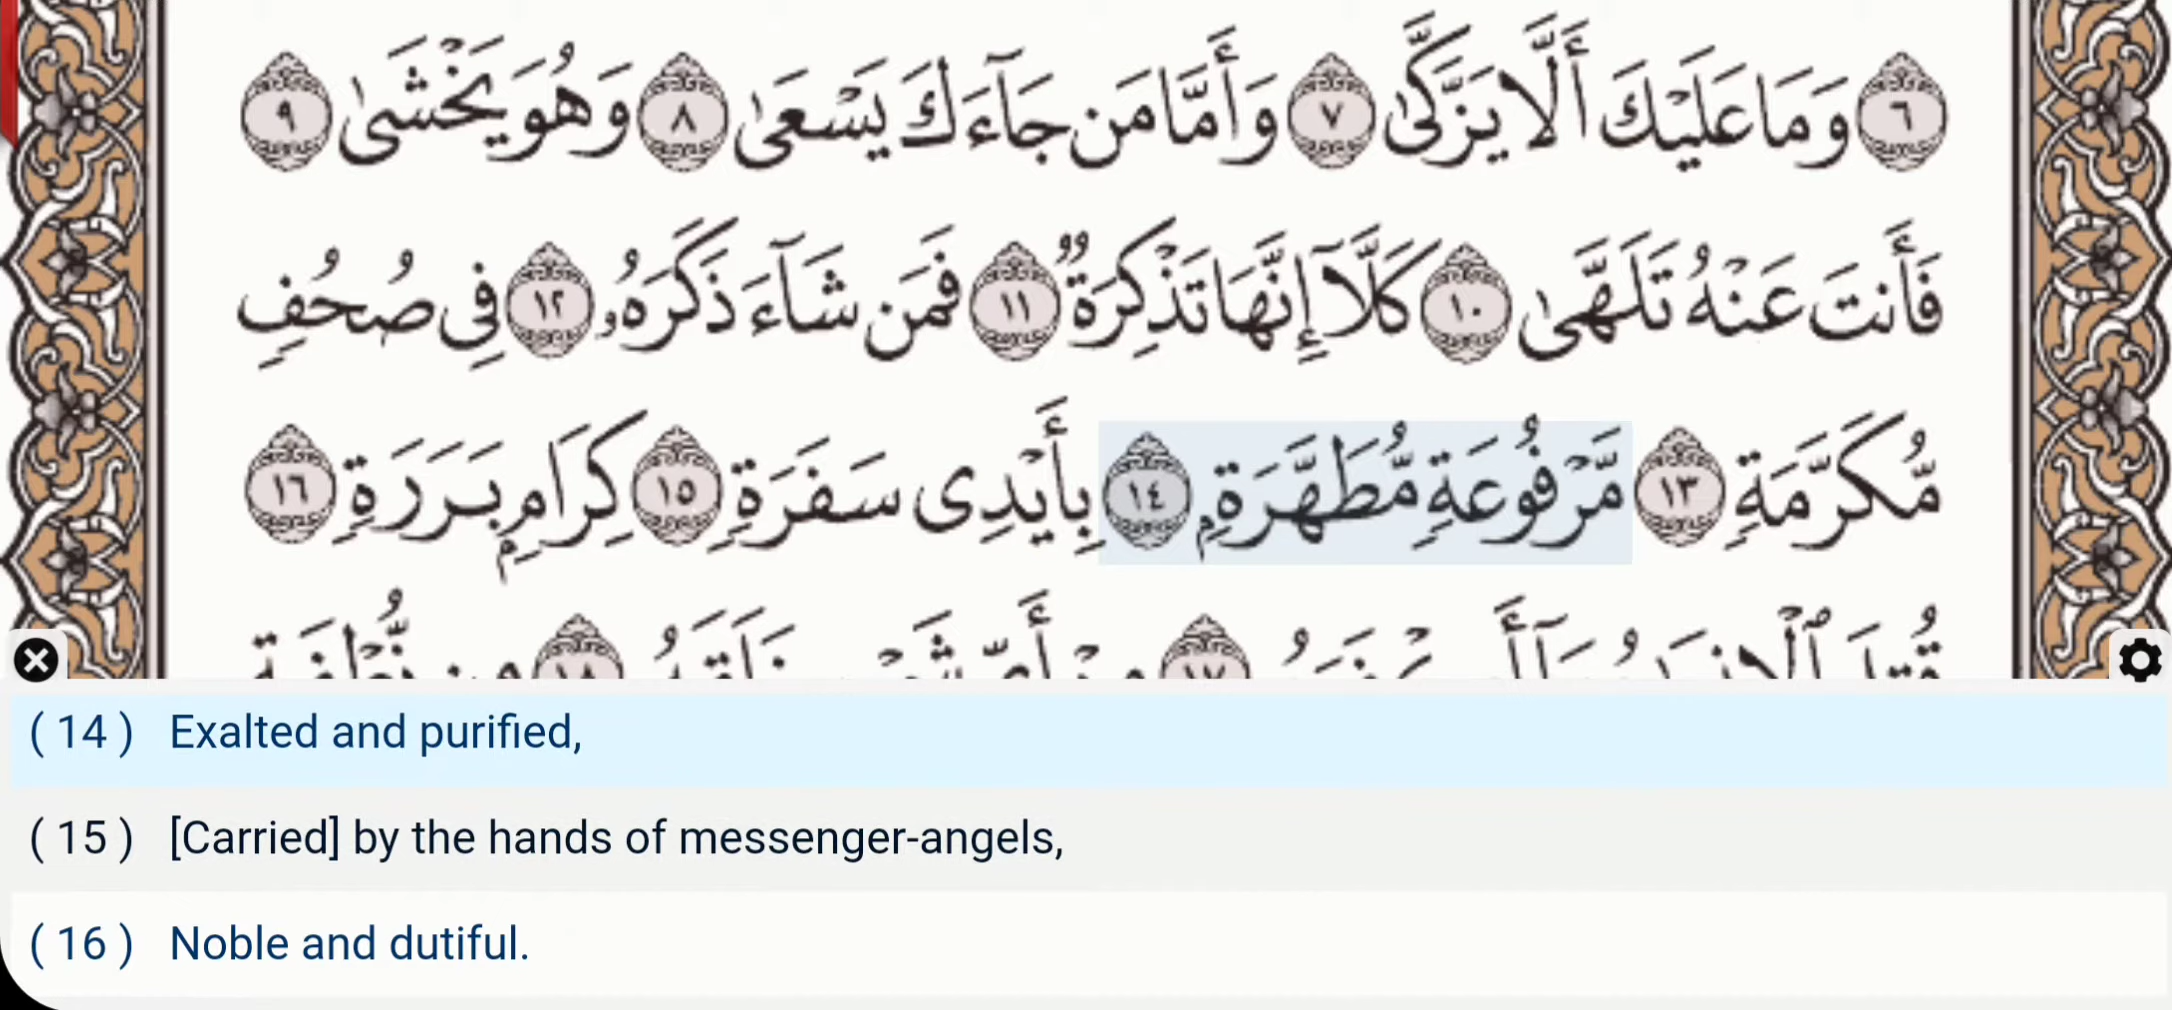 ٦ وَمَا عَلَيْكَ أَلَّا يَزَّكَّىٰ ٧ وَأَمَّا مَن جَآءَكَ يَسْعَىٰ ٨ وَهُوَ يَخْشَىٰ ٩
فَأَنتَ عَنْهُ تَلَهَّىٰ ١٠ كَلَّآ إِنَّهَا تَذْكِرَةٌ ١١ فَمَن شَآءَ ذَكَرَهُۥ ١٢ فِى صُحُفٍ
مُّكَرَّمَةٍ ١٣ مَّرْفُوعَةٍ مُّطَهَّرَةٍۭ ١٤ بِأَيْدِى سَفَرَةٍ ١٥ كِرَامٍۭ بَرَرَةٍ ١٦
( 14 ) Exalted and purified,
( 15 ) [Carried] by the hands of messenger-angels,
( 16 ) Noble and dutiful.